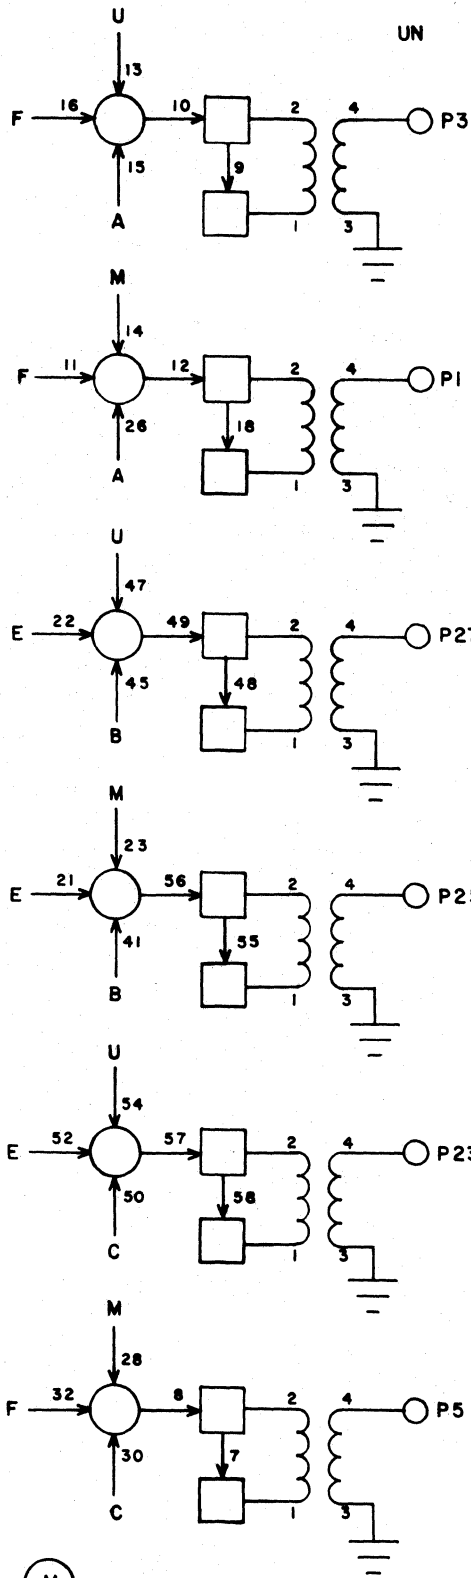 U
UN
13
16 10 2 4
F P3
15 9
A 1 3
M
14
11 12 2 4
F P1
26 18
A 1 3
U
47
22 49 2 4
E P27
45 48
B 1 3
M
23
21 56 2 4
E
41 55
B 1 3
U
54
52 57 2 4
E P23
50 58
C 1 3
M
28
32 8 2 4
F P5
30 7
C 1 3